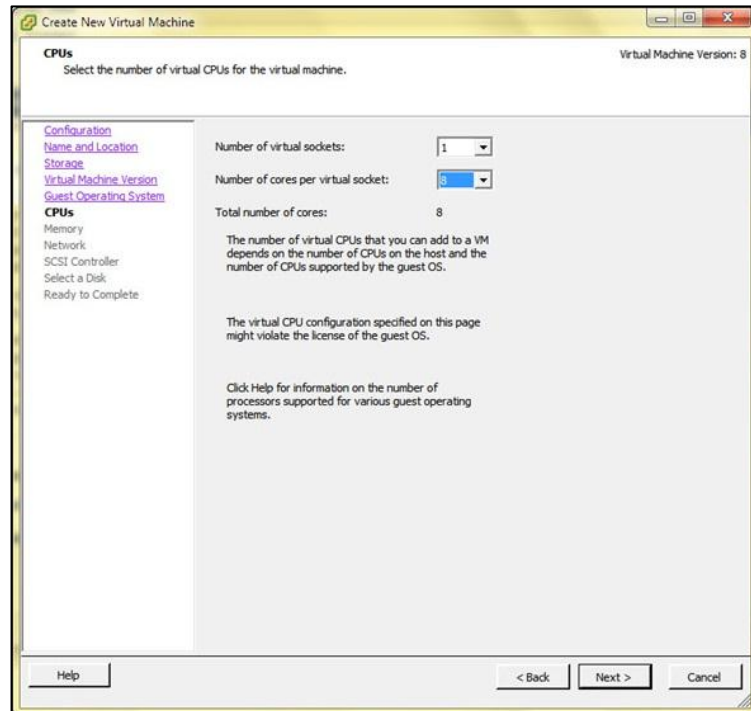 Create New Virtual Machine
CPUs
Select the number of virtual CPUs for the virtual machine.
Virtual Machine Version: 8
Configuration
Name and Location
Storage
Virtual Machine Version
Guest Operating System
CPUs
Memory
Network
SCSI Controller
Select a Disk
Ready to Complete
Number of virtual sockets: 1
Number of cores per virtual socket: 8
Total number of cores: 8
The number of virtual CPUs that you can add to a VM
depends on the number of CPUs on the host and the
number of CPUs supported by the guest OS.
The virtual CPU configuration specified on this page
might violate the license of the guest OS.
Click Help for information on the number of
processors supported for various guest operating
systems.
Help
< Back
Next >
Cancel